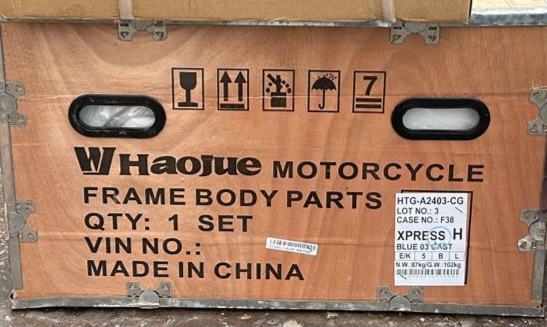 7
Haojue MOTORCYCLE
FRAME BODY PARTS
QTY: 1 SET
VIN NO.:
MADE IN CHINA
HTG-A2403-CG
LOT NO.: 3
CASE NO.: F38
XPRESS H
BLUE 03 CAST
E/K 5 B L
N.W.:87kg/G.W.:102kg